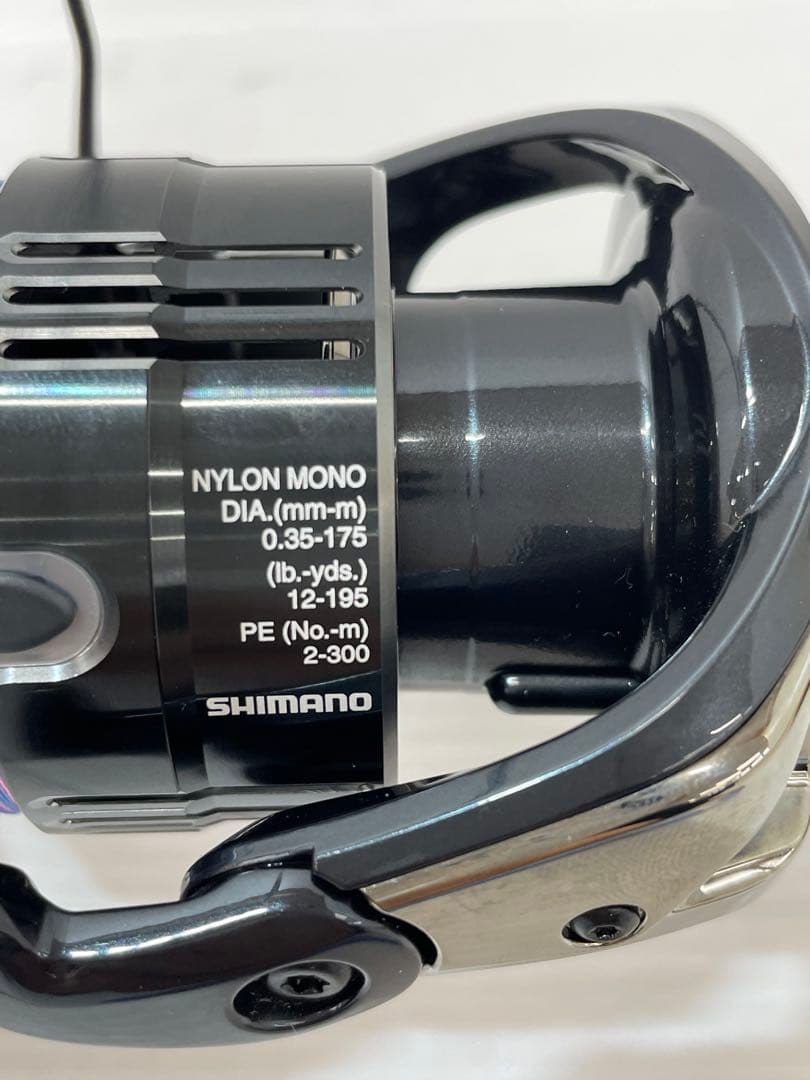 NYLON MONO
DIA.(mm-m)
0.35-175
(lb.-yds.)
12-195
PE (No.-m)
2-300
SHIMANO